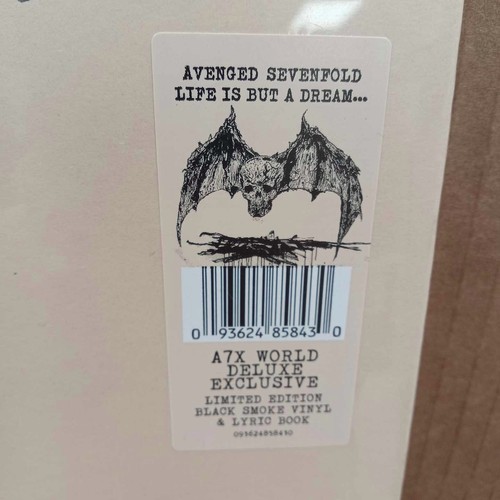 AVENGED SEVENFOLD
LIFE IS BUT A DREAM...
0 93624 85843 0
A7X WORLD
DELUXE
EXCLUSIVE
LIMITED EDITION
BLACK SMOKE VINYL
& LYRIC BOOK
093624858430